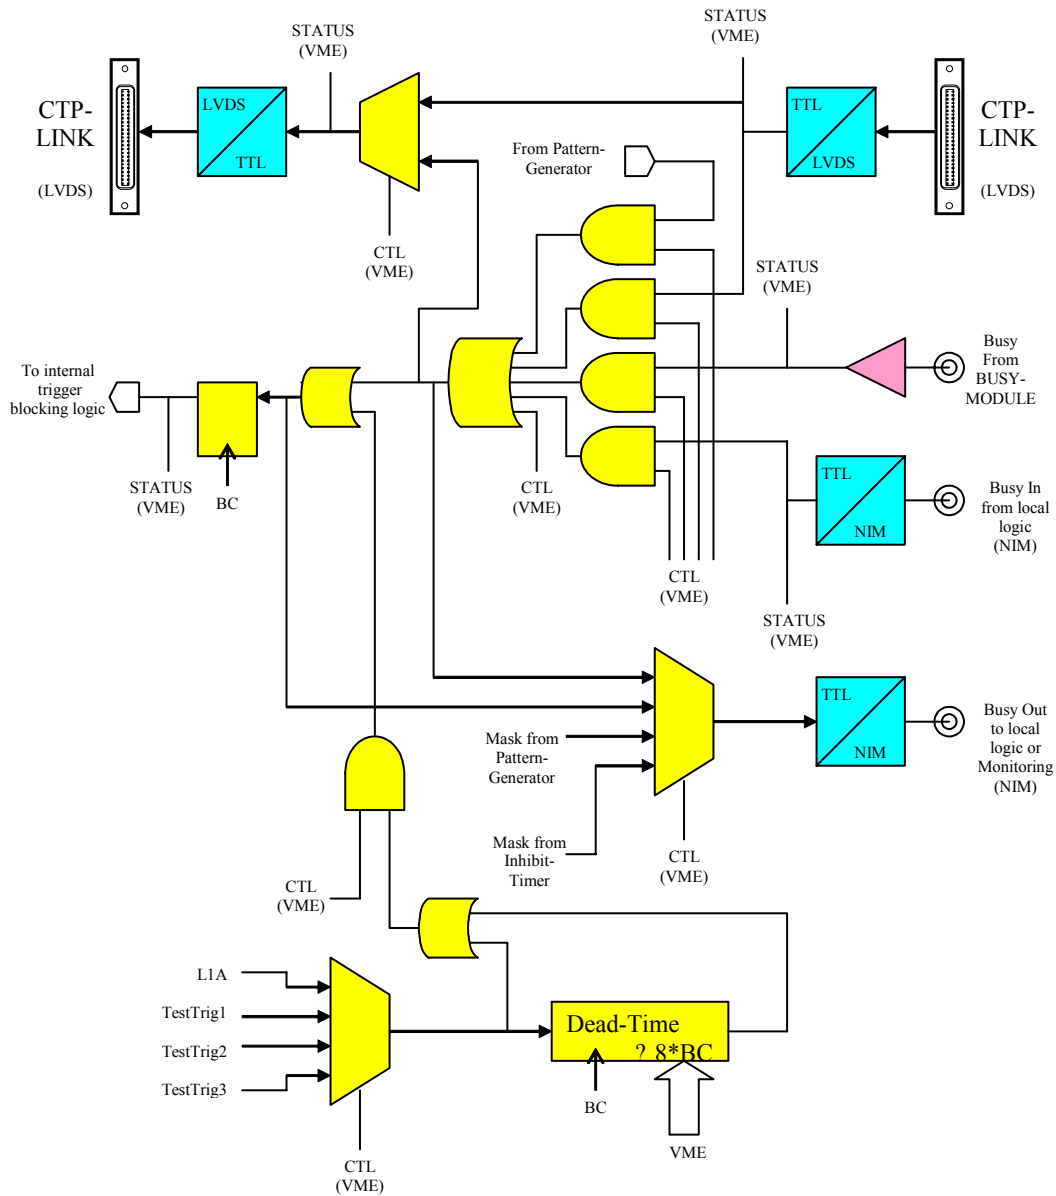 STATUS
(VME)
STATUS
(VME)
CTP-
LINK
(LVDS)
LVDS
TTL
TTL
LVDS
CTP-
LINK
(LVDS)
From Pattern-
Generator
CTL
(VME)
STATUS
(VME)
Busy
From
BUSY-
MODULE
To internal
trigger
blocking logic
STATUS
(VME)
BC
CTL
(VME)
TTL
NIM
Busy In
from local
logic
(NIM)
CTL
(VME)
STATUS
(VME)
Mask from
Pattern-
Generator
TTL
NIM
Busy Out
to local
logic or
Monitoring
(NIM)
Mask from
Inhibit-
Timer
CTL
(VME)
CTL
(VME)
L1A
TestTrig1
TestTrig2
TestTrig3
Dead-Time
? 8*BC
BC
VME
CTL
(VME)